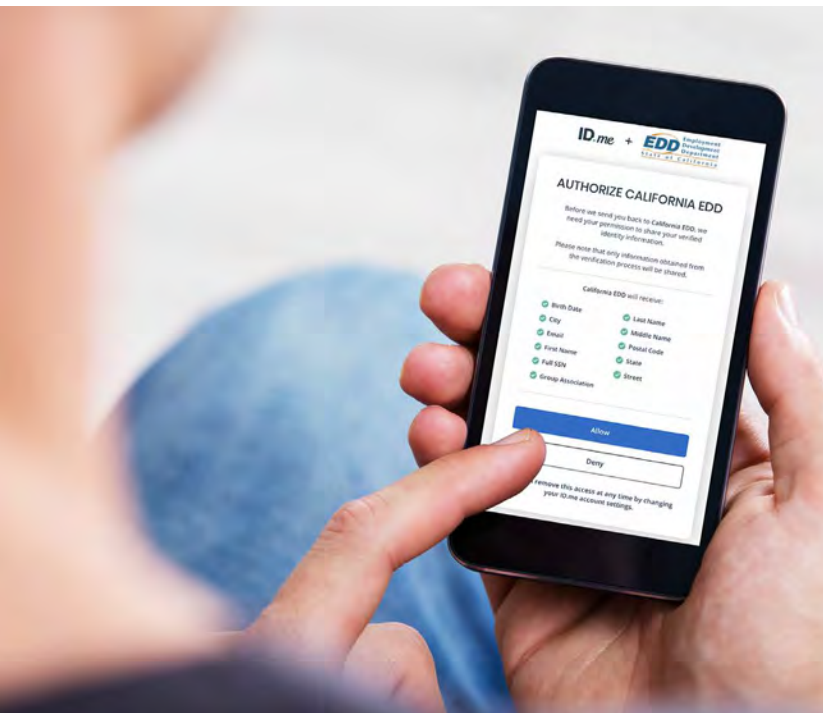 ID.me + EDD Employment
Development
Department
State of California
AUTHORIZE CALIFORNIA EDD
Before we send you back to California EDD, we
need your permission to share your verified
identity information.
Please note that only information obtained from
the verification process will be shared.
California EDD will receive:
Birth Date
City
Email
First Name
Full SSN
Group Association
Last Name
Middle Name
Postal Code
State
Street
Allow
Deny
remove this access at any time by changing
your ID.me account settings.